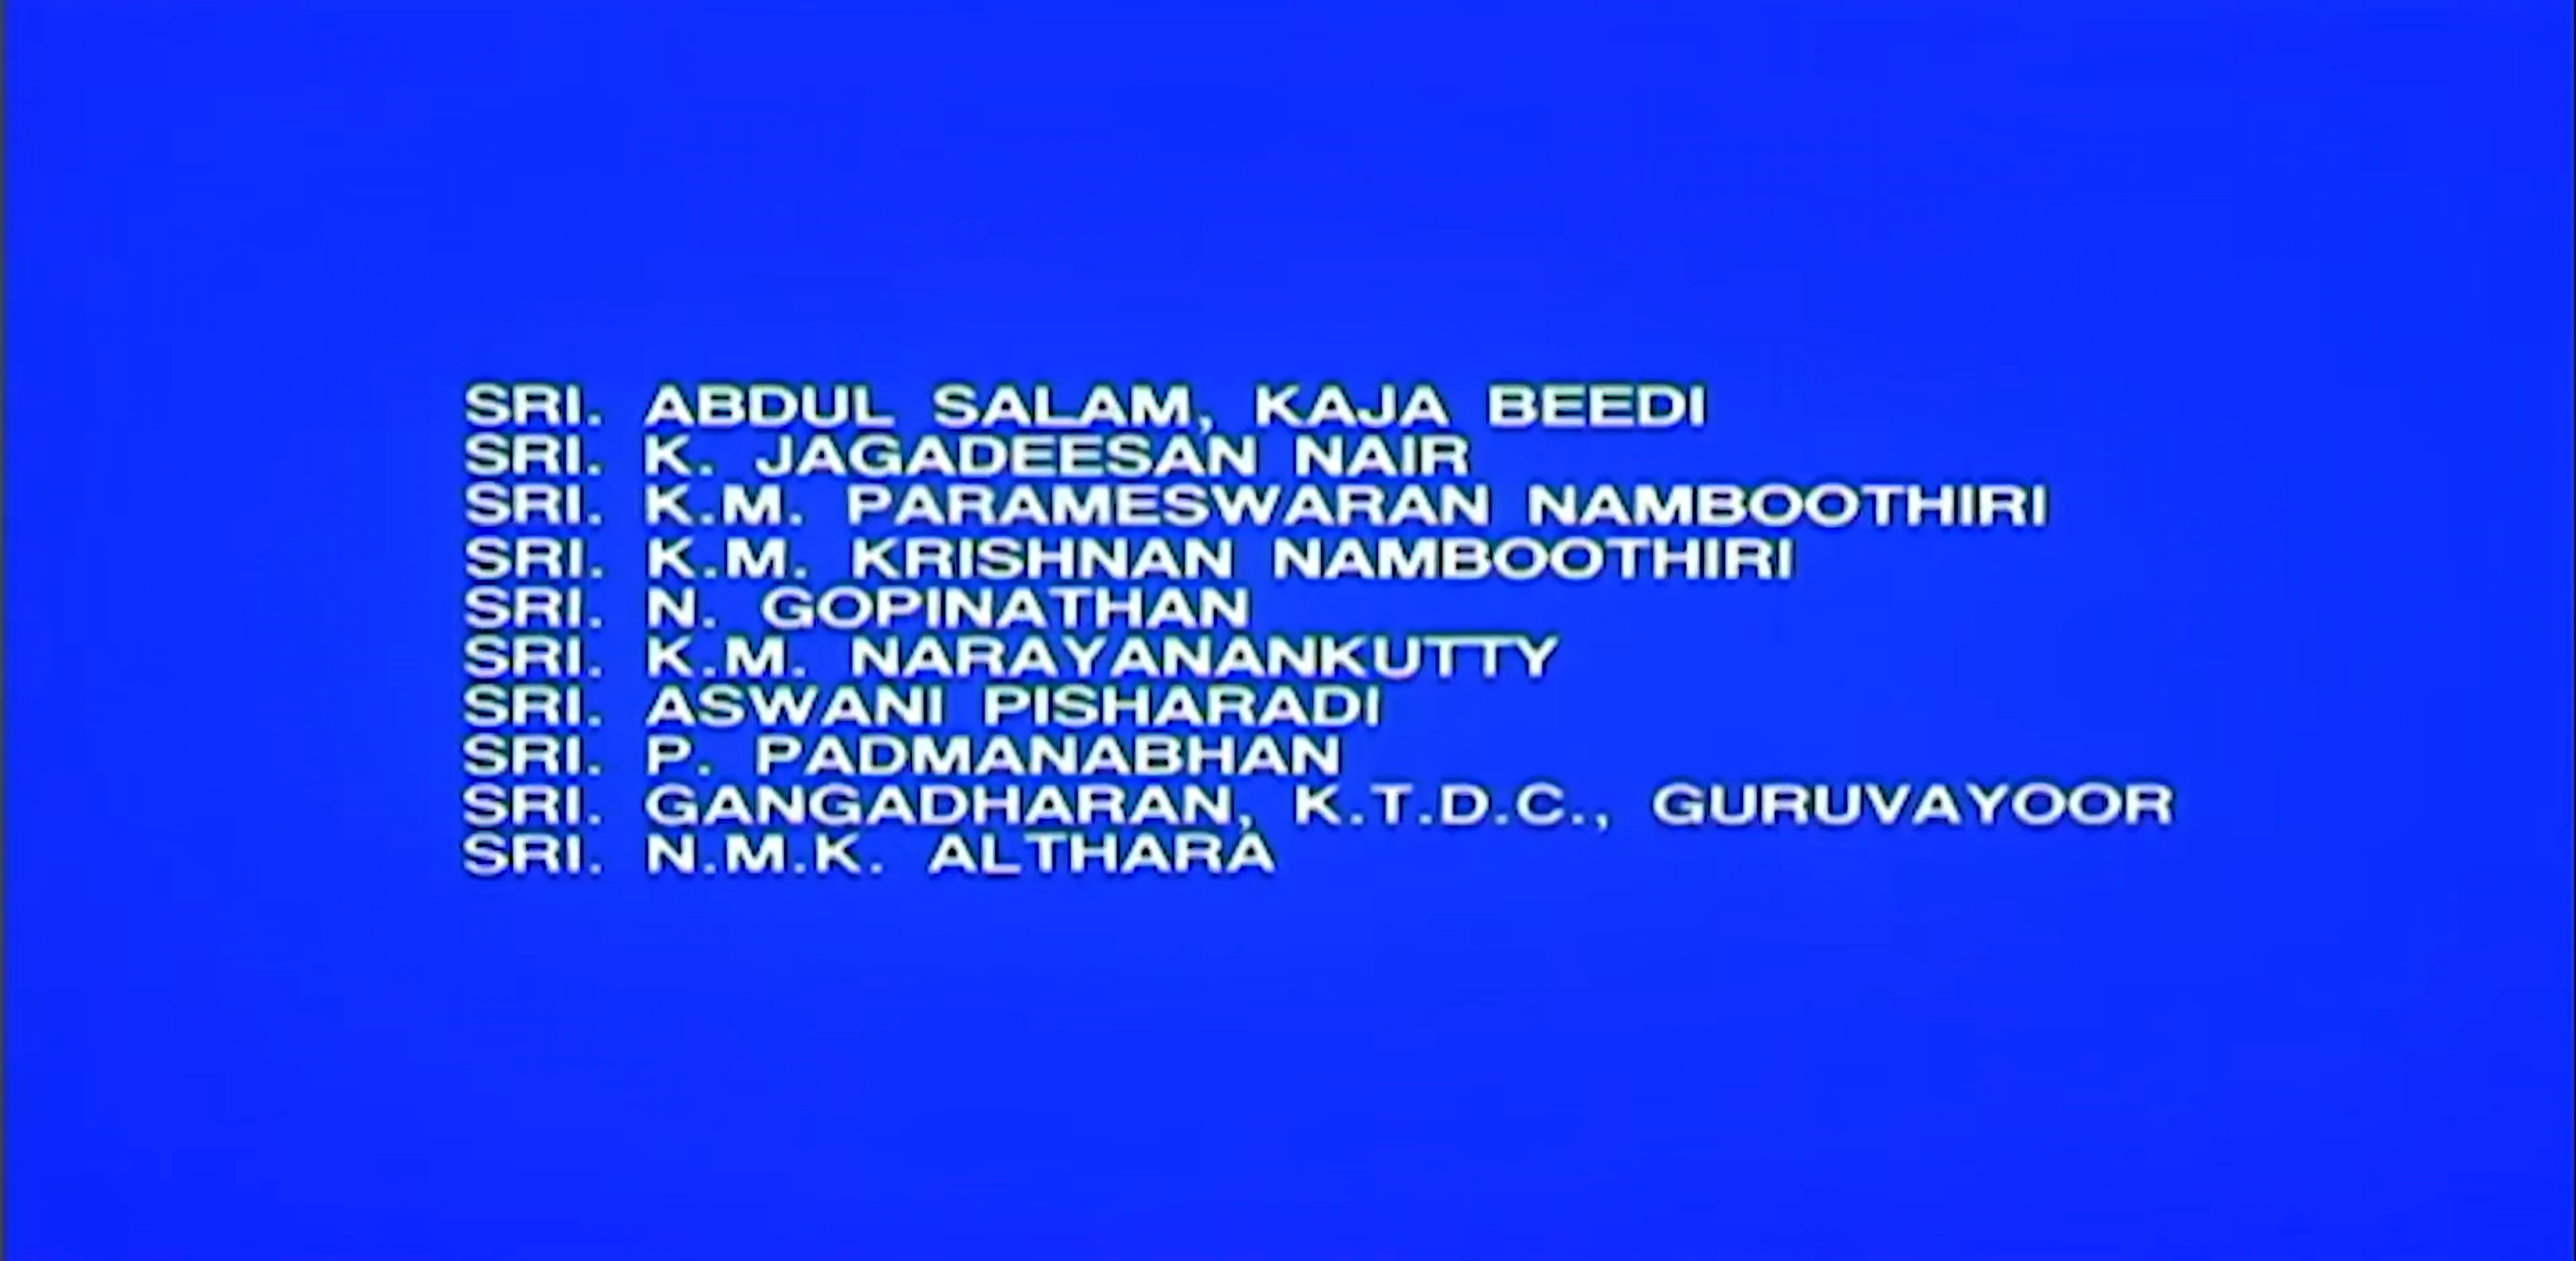 SRI. ABDUL SALAM, KAJA BEEDI
SRI. K. JAGADEESAN NAIR
SRI. K.M. PARAMESWARAN NAMBOOTHIRI
SRI. K.M. KRISHNAN NAMBOOTHIRI
SRI. N. GOPINATHAN
SRI. K.M. NARAYANANKUTTY
SRI. ASWANI PISHARADI
SRI. P. PADMANABHAN
SRI. GANGADHARAN, K.T.D.C., GURUVAYOOR
SRI. N.M.K. ALTHARA